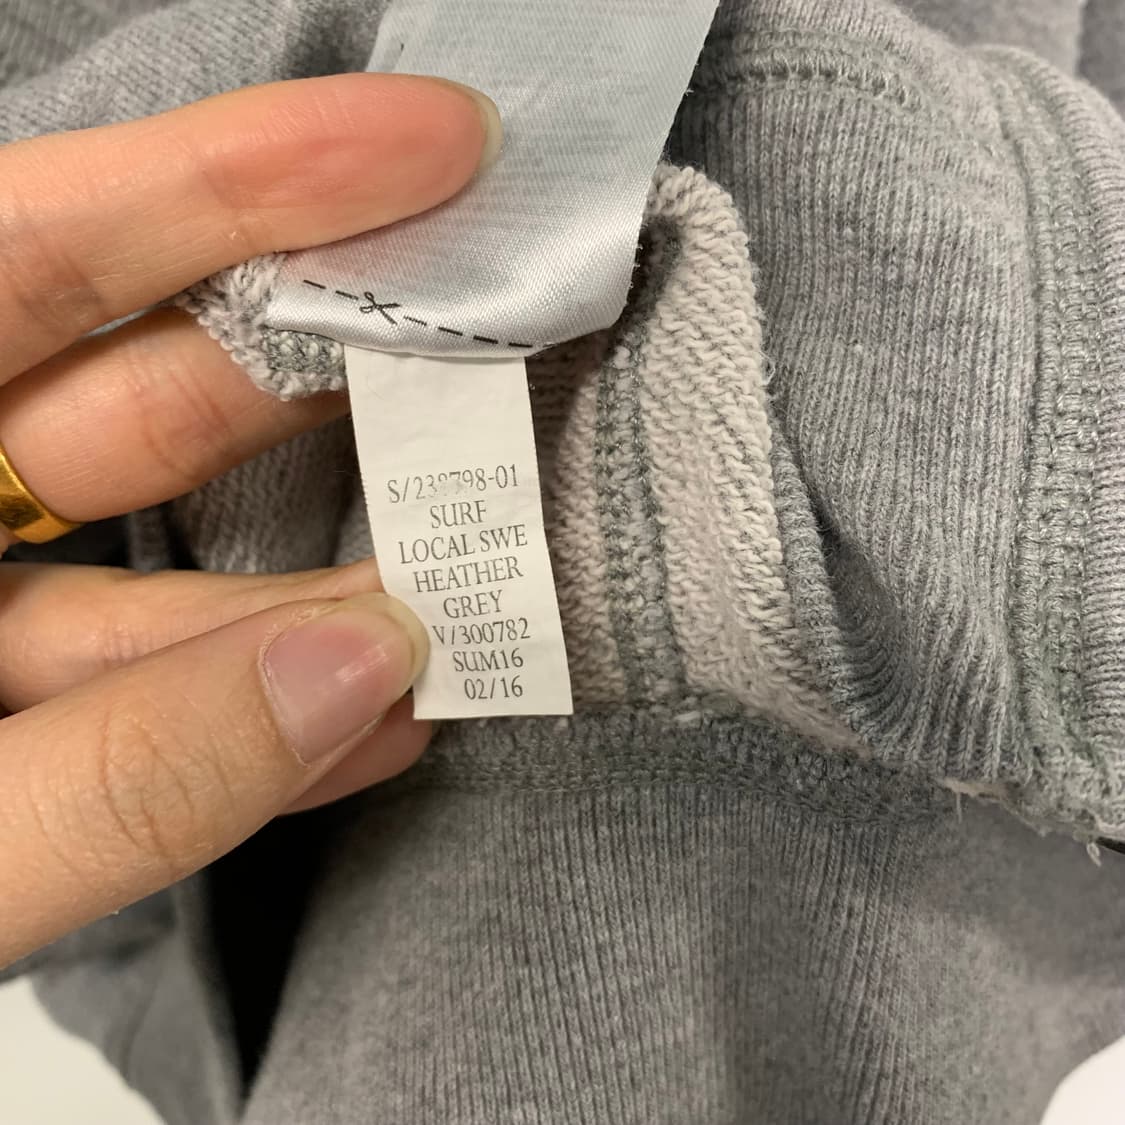 S/238798-01
SURF
LOCAL SWE
HEATHER
GREY
V/300782
SUM16
02/16